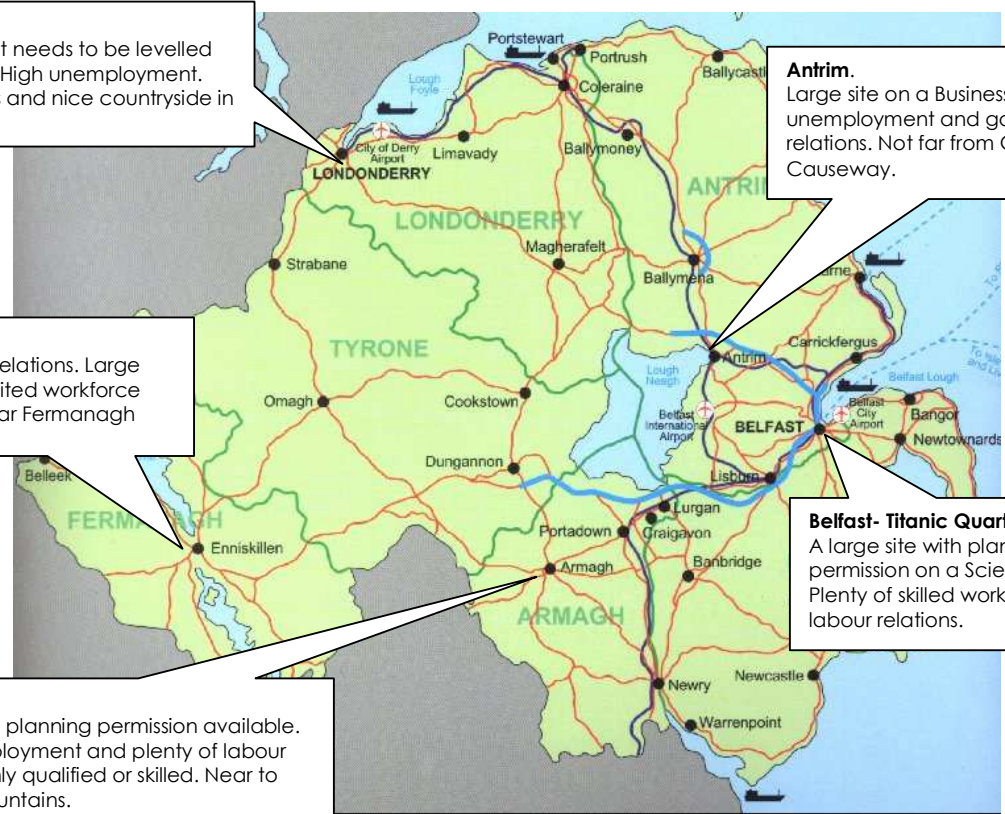 t needs to be levelled
High unemployment.
s and nice countryside in
Antrim.
Large site on a Business
unemployment and go
relations. Not far from G
Causeway.
elations. Large
ited workforce
ar Fermanagh
Belfast- Titanic Quart
A large site with plan
permission on a Scie
Plenty of skilled work
labour relations.
planning permission available.
ployment and plenty of labour
ly qualified or skilled. Near to
untains.
Portstewart
Portrush
Ballycastl
Lough
Foyle
Coleraine
City of Derry
Airport
Limavady
Ballymoney
LONDONDERRY
ANTRIM
LONDONDERRY
Magherafelt
Strabane
Ballymena
arne
TYRONE
Carrickfergus
Antrim
Lough
Neagh
Belfast Lough
Omagh
Cookstown
Belfast
International
Airport
BELFAST
Belfast
City
Airport
Bangor
Newtownards
Dungannon
Lisburn
Belleek
FERMANAGH
Lurgan
Portadown
Craigavon
Enniskillen
Armagh
Banbridge
ARMAGH
Newry
Newcastle
Warrenpoint